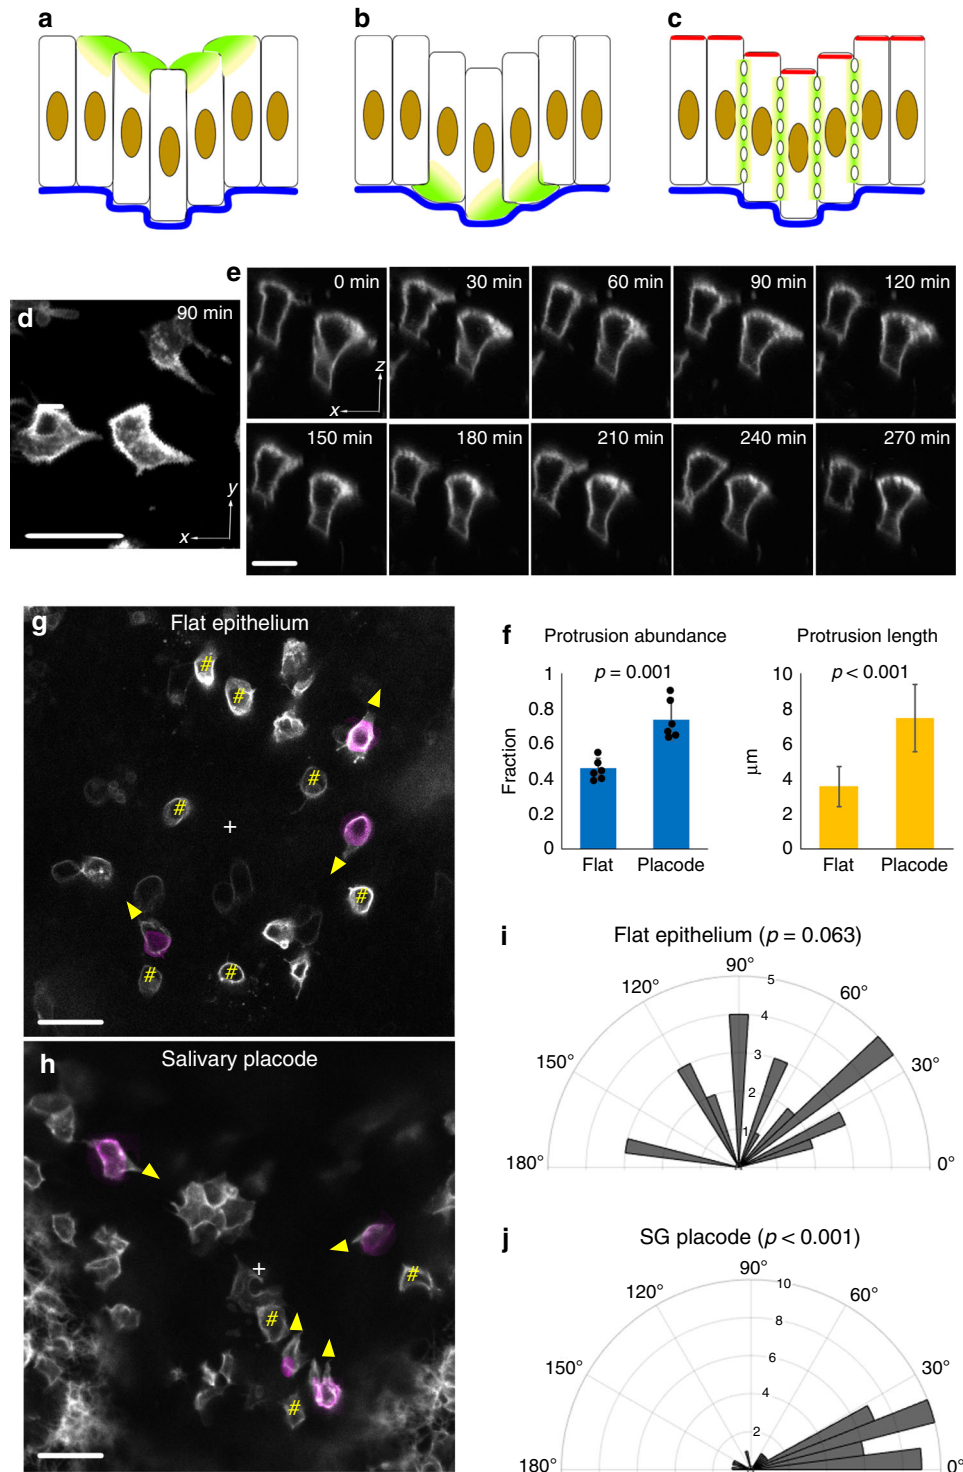 a b c
d 90 min
y
x
e 0 min 30 min 60 min 90 min 120 min
z
x
150 min 180 min 210 min 240 min 270 min
g Flat epithelium
# # # # # # #
+
h Salivary placode
+
# # #
f Protrusion abundance Protrusion length
p = 0.001 p < 0.001
Fraction
1 0.8 0.6 0.4 0.2 0
Flat Placode
μm
10 8 6 4 2 0
Flat Placode
i Flat epithelium (p = 0.063)
90°
120° 60°
150° 30°
180° 0°
5 4 3 2 1
j SG placode (p < 0.001)
90°
120° 60°
150° 30°
180° 0°
10 8 6 4 2